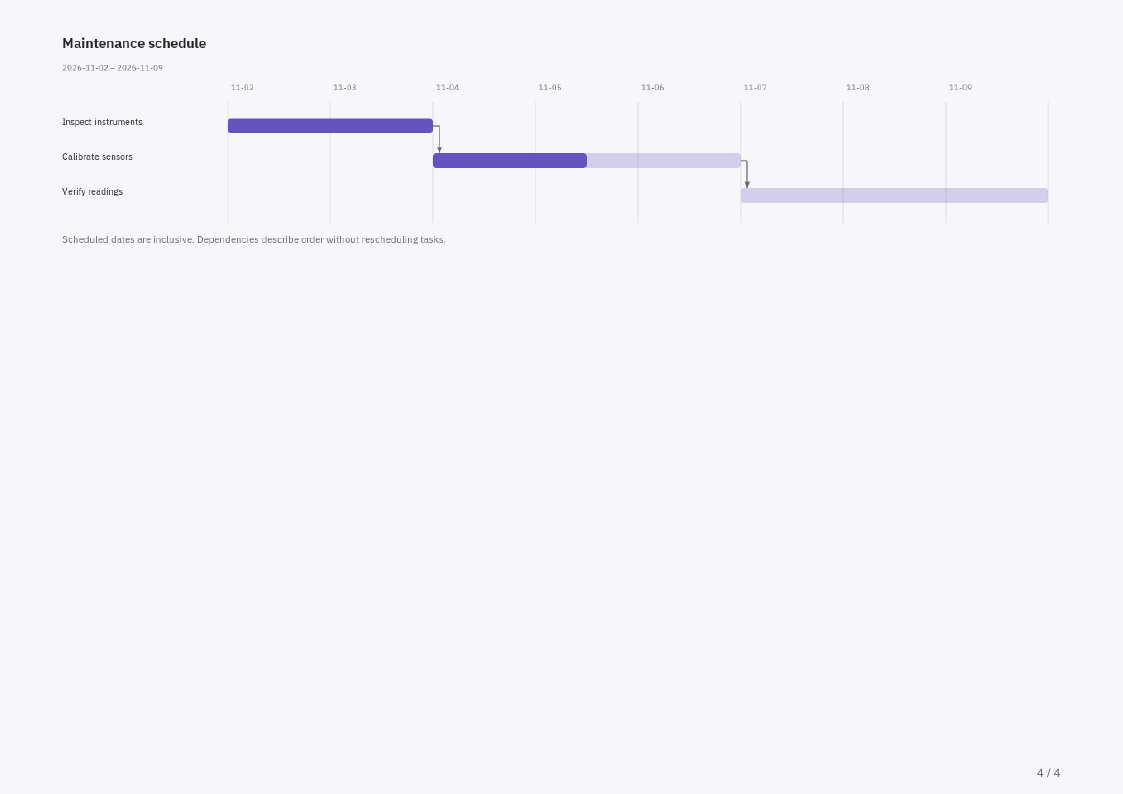 Maintenance schedule
2026-11-02 – 2026-11-09
11-02 11-03 11-04 11-05 11-06 11-07 11-08 11-09
Inspect instruments
Calibrate sensors
Verify readings
Scheduled dates are inclusive. Dependencies describe order without rescheduling tasks.
4 / 4